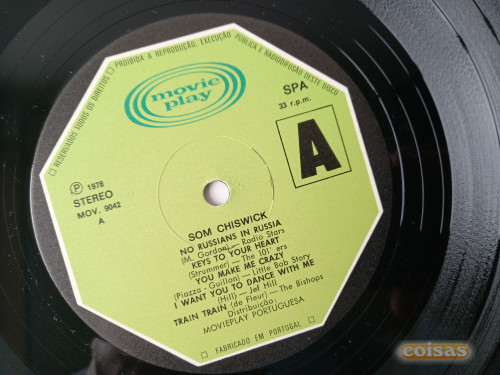 PROIBIDA A REPRODUÇÃO, EXECUÇÃO PÚBLICA E RADIODIFUSÃO DESTE DISCO
RESERVADOS TODOS OS DIREITOS
movie
play
SPA
33 r.p.m.
A
Ⓟ 1978
STEREO
MOV. 9042
A
SOM CHISWICK
NO RUSSIANS IN RUSSIA
(M. Gordon) — Radio Stars
KEYS TO YOUR HEART
(Strummer) — The 101' ers
YOU MAKE ME CRAZY
(Piazza - Guillon) — Little Bob Story
I WANT YOU TO DANCE WITH ME
(Hill) — Jef Hill
TRAIN TRAIN (de Fleur) — The Bishops
Distribuição:
MOVIEPLAY PORTUGUESA
FABRICADO EM PORTUGAL
coisas